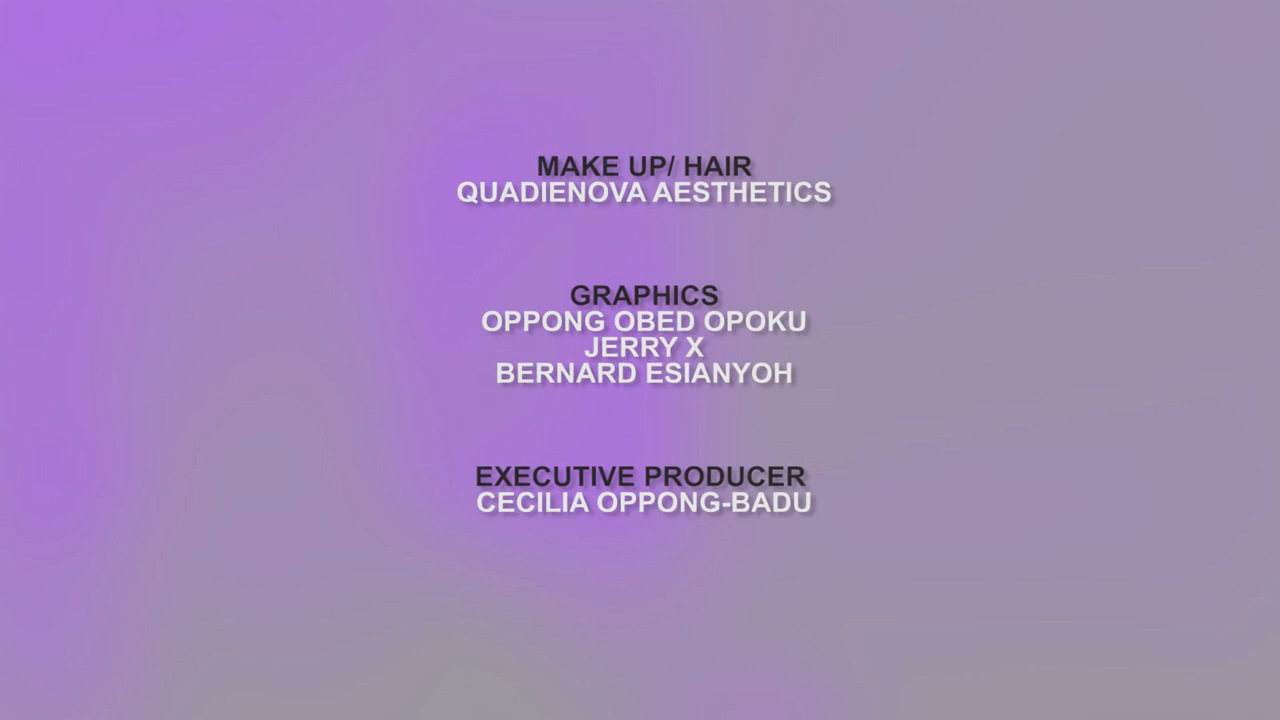 MAKE UP/ HAIR
QUADIENOVA AESTHETICS
GRAPHICS
OPPONG OBED OPOKU
JERRY X
BERNARD ESIANYOH
EXECUTIVE PRODUCER
CECILIA OPPONG-BADU